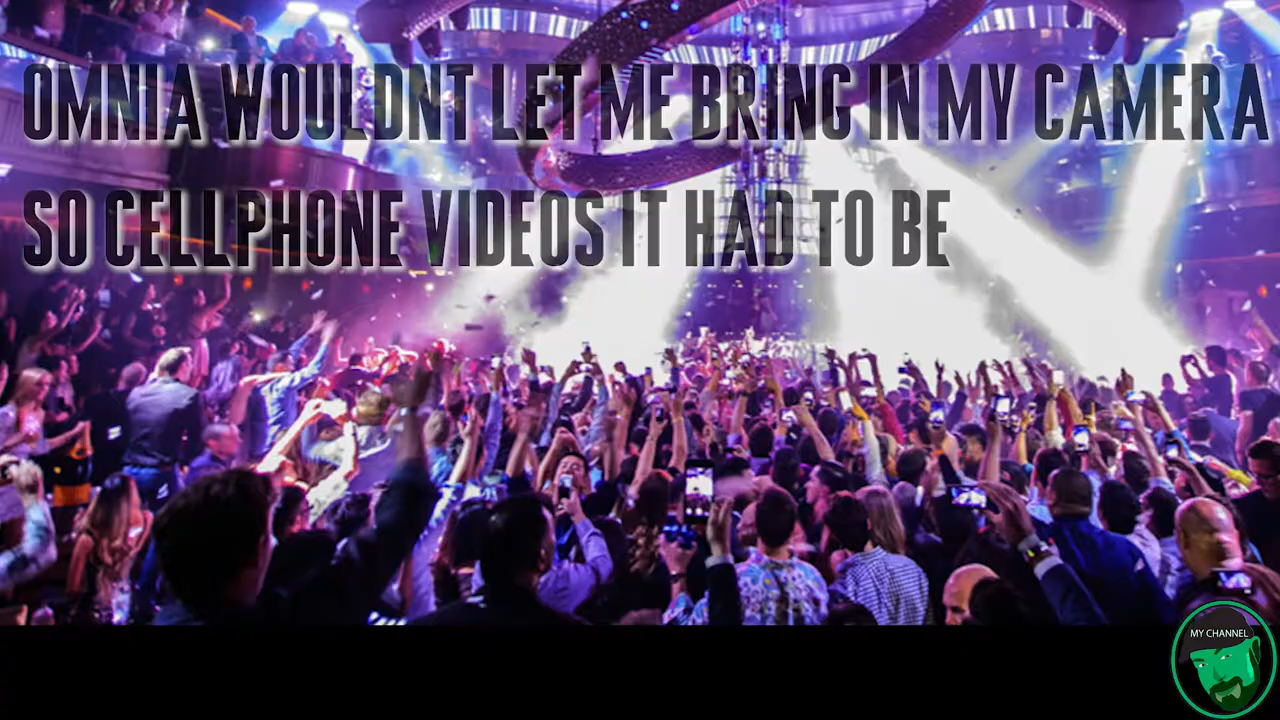 OMNIA WOULDNT LET ME BRING IN MY CAMERA
SO CELLPHONE VIDEOS IT HAD TO BE
MY CHANNEL